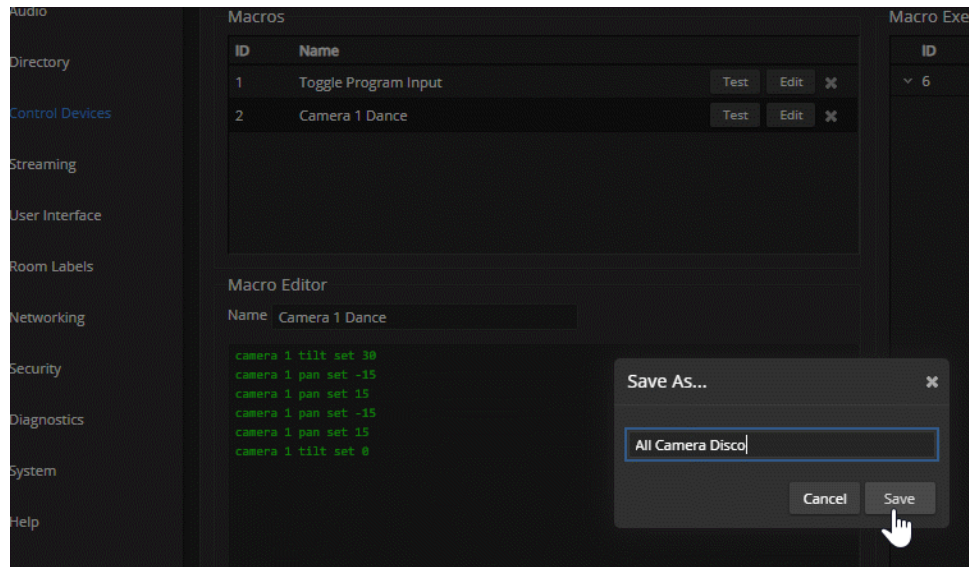 Audio
Directory
Control Devices
Streaming
User Interface
Room Labels
Networking
Security
Diagnostics
System
Help
Macros
ID Name
1 Toggle Program Input Test Edit
2 Camera 1 Dance Test Edit
Macro Editor
Name Camera 1 Dance
camera 1 tilt set 30
camera 1 pan set -15
camera 1 pan set 15
camera 1 pan set -15
camera 1 pan set 15
camera 1 tilt set 0
Macro Exe
ID
6
Save As...
All Camera Disco
Cancel Save